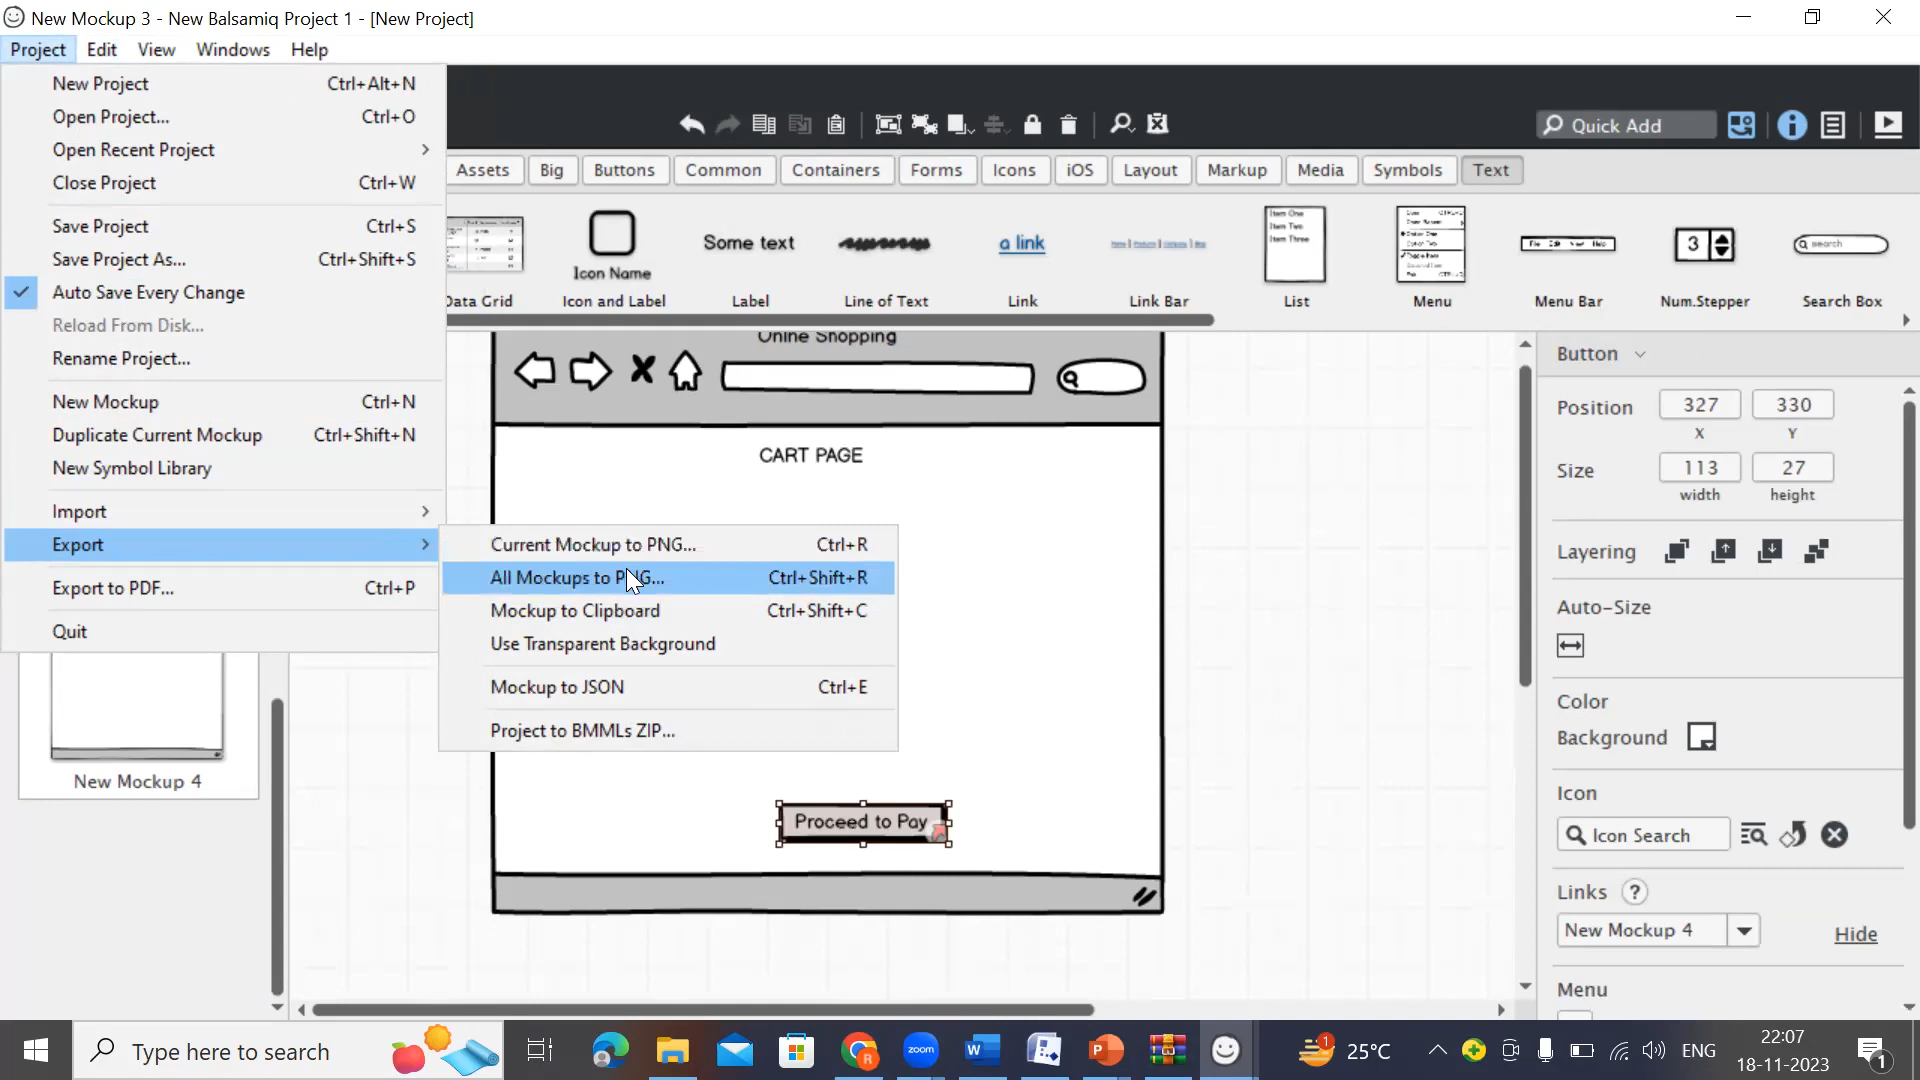 New Mockup 3 - New Balsamiq Project 1 - [New Project]
Project Edit View Windows Help
New Project Ctrl+Alt+N
Open Project... Ctrl+O
Open Recent Project
Close Project Ctrl+W
Save Project Ctrl+S
Save Project As... Ctrl+Shift+S
Auto Save Every Change
Reload From Disk...
Rename Project...
New Mockup Ctrl+N
Duplicate Current Mockup Ctrl+Shift+N
New Symbol Library
Import
Export
Export to PDF... Ctrl+P
Quit
Current Mockup to PNG... Ctrl+R
All Mockups to PNG... Ctrl+Shift+R
Mockup to Clipboard Ctrl+Shift+C
Use Transparent Background
Mockup to JSON Ctrl+E
Project to BMMLs ZIP...
New Mockup 4
Quick Add
Assets Big Buttons Common Containers Forms Icons iOS Layout Markup Media Symbols Text
Icon Name
Some text
a link
Item One
Item Two
Item Three
File Edit View Help
3
search
Data Grid Icon and Label Label Line of Text Link Link Bar List Menu Menu Bar Num.Stepper Search Box
Online Shopping
CART PAGE
Proceed to Pay
Button
Position 327 330
X Y
Size 113 27
width height
Layering
Auto-Size
Color
Background
Icon
Icon Search
Links ?
New Mockup 4 Hide
Menu
Type here to search
zoom
1
25°C
ENG
22:07
18-11-2023
1